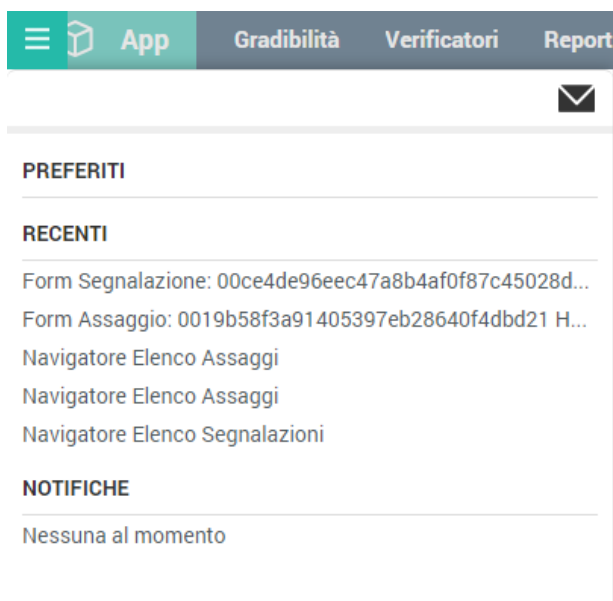 App Gradibilità Verificatori Report
PREFERITI
RECENTI
Form Segnalazione: 00ce4de96eec47a8b4af0f87c45028d...
Form Assaggio: 0019b58f3a91405397eb28640f4dbd21 H...
Navigatore Elenco Assaggi
Navigatore Elenco Assaggi
Navigatore Elenco Segnalazioni
NOTIFICHE
Nessuna al momento